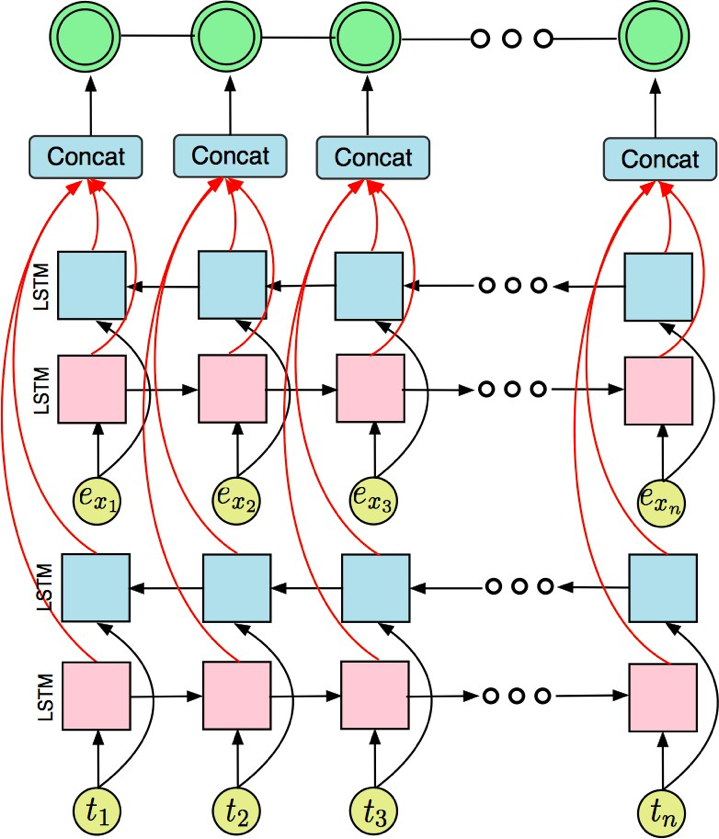 Concat Concat Concat Concat
LSTM
LSTM
e_{x_1} e_{x_2} e_{x_3} e_{x_n}
LSTM
LSTM
t_1 t_2 t_3 t_n